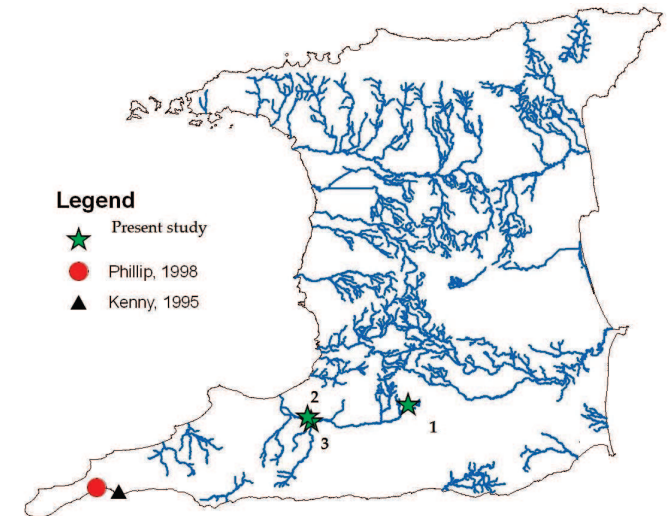 Legend
Present study
Phillip, 1998
Kenny, 1995
2
1
3